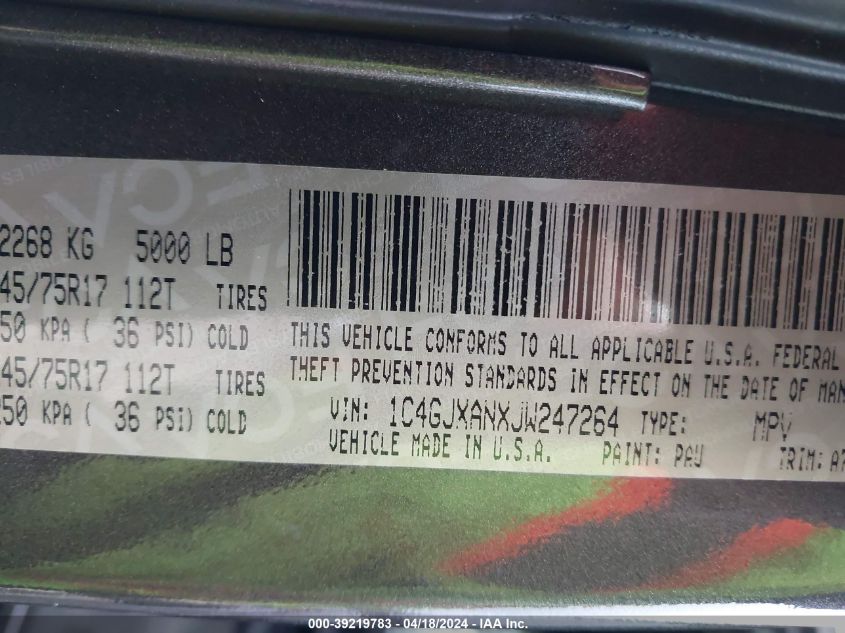 2268 KG 5000 LB
45/75R17 112T TIRES
50 KPA ( 36 PSI) COLD
45/75R17 112T TIRES
250 KPA ( 36 PSI) COLD
THIS VEHICLE CONFORMS TO ALL APPLICABLE U.S.A. FEDERAL
THEFT PREVENTION STANDARDS IN EFFECT ON THE DATE OF MAN
VIN: 1C4GJXANXJW247264 TYPE: MPV
VEHICLE MADE IN U.S.A. PAINT: PAU TRIM: A7
000-39219783 - 04/18/2024 - IAA Inc.